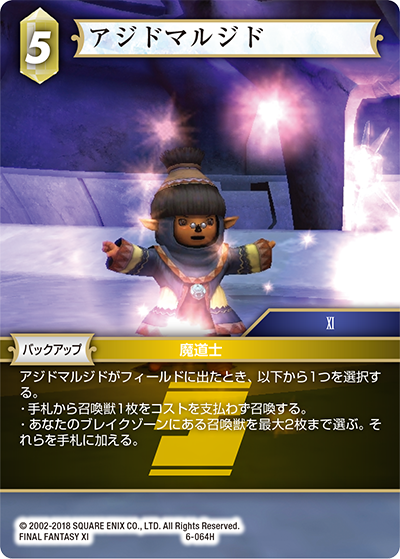 5
アジドマルジド
XI
バックアップ
魔道士
アジドマルジドがフィールドに出たとき、以下から1つを選択す
る。
・手札から召喚獣1枚をコストを支払わず召喚する。
・あなたのブレイクゾーンにある召喚獣を最大2枚まで選ぶ。そ
れらを手札に加える。
© 2002-2018 SQUARE ENIX CO., LTD. All Rights Reserved.
FINAL FANTASY XI
6-064H